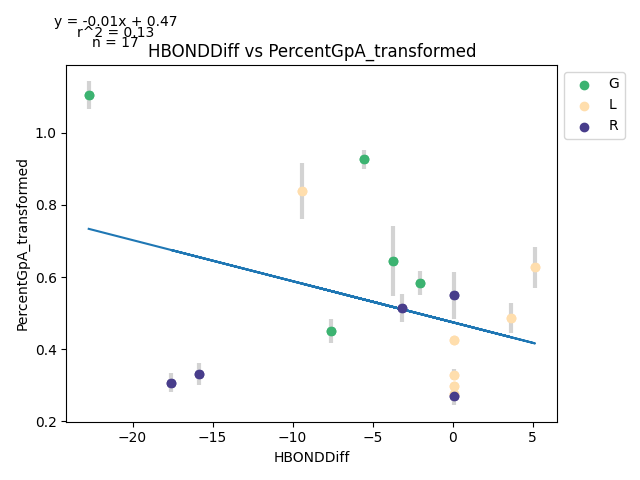 y = -0.01x + 0.47
r^2 = 0.13
n = 17
HBONDDiff vs PercentGpA_transformed
G
L
R
1.0
0.8
0.6
0.4
0.2
PercentGpA_transformed
−20 −15 −10 −5 0 5
HBONDDiff